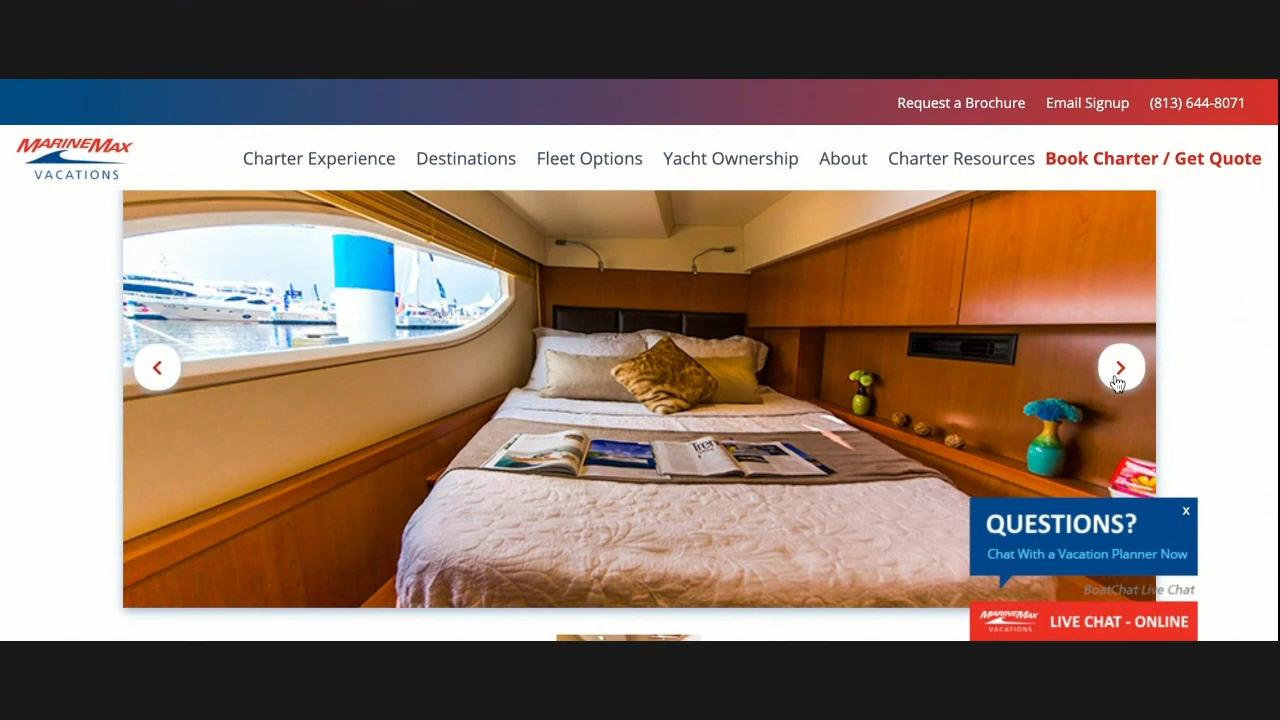 Request a Brochure Email Signup (813) 644-8071
MARINEMAX
VACATIONS
Charter Experience Destinations Fleet Options Yacht Ownership About Charter Resources Book Charter / Get Quote
QUESTIONS?
X
Chat With a Vacation Planner Now
BoatChat Live Chat
MARINEMAX
VACATIONS
LIVE CHAT - ONLINE